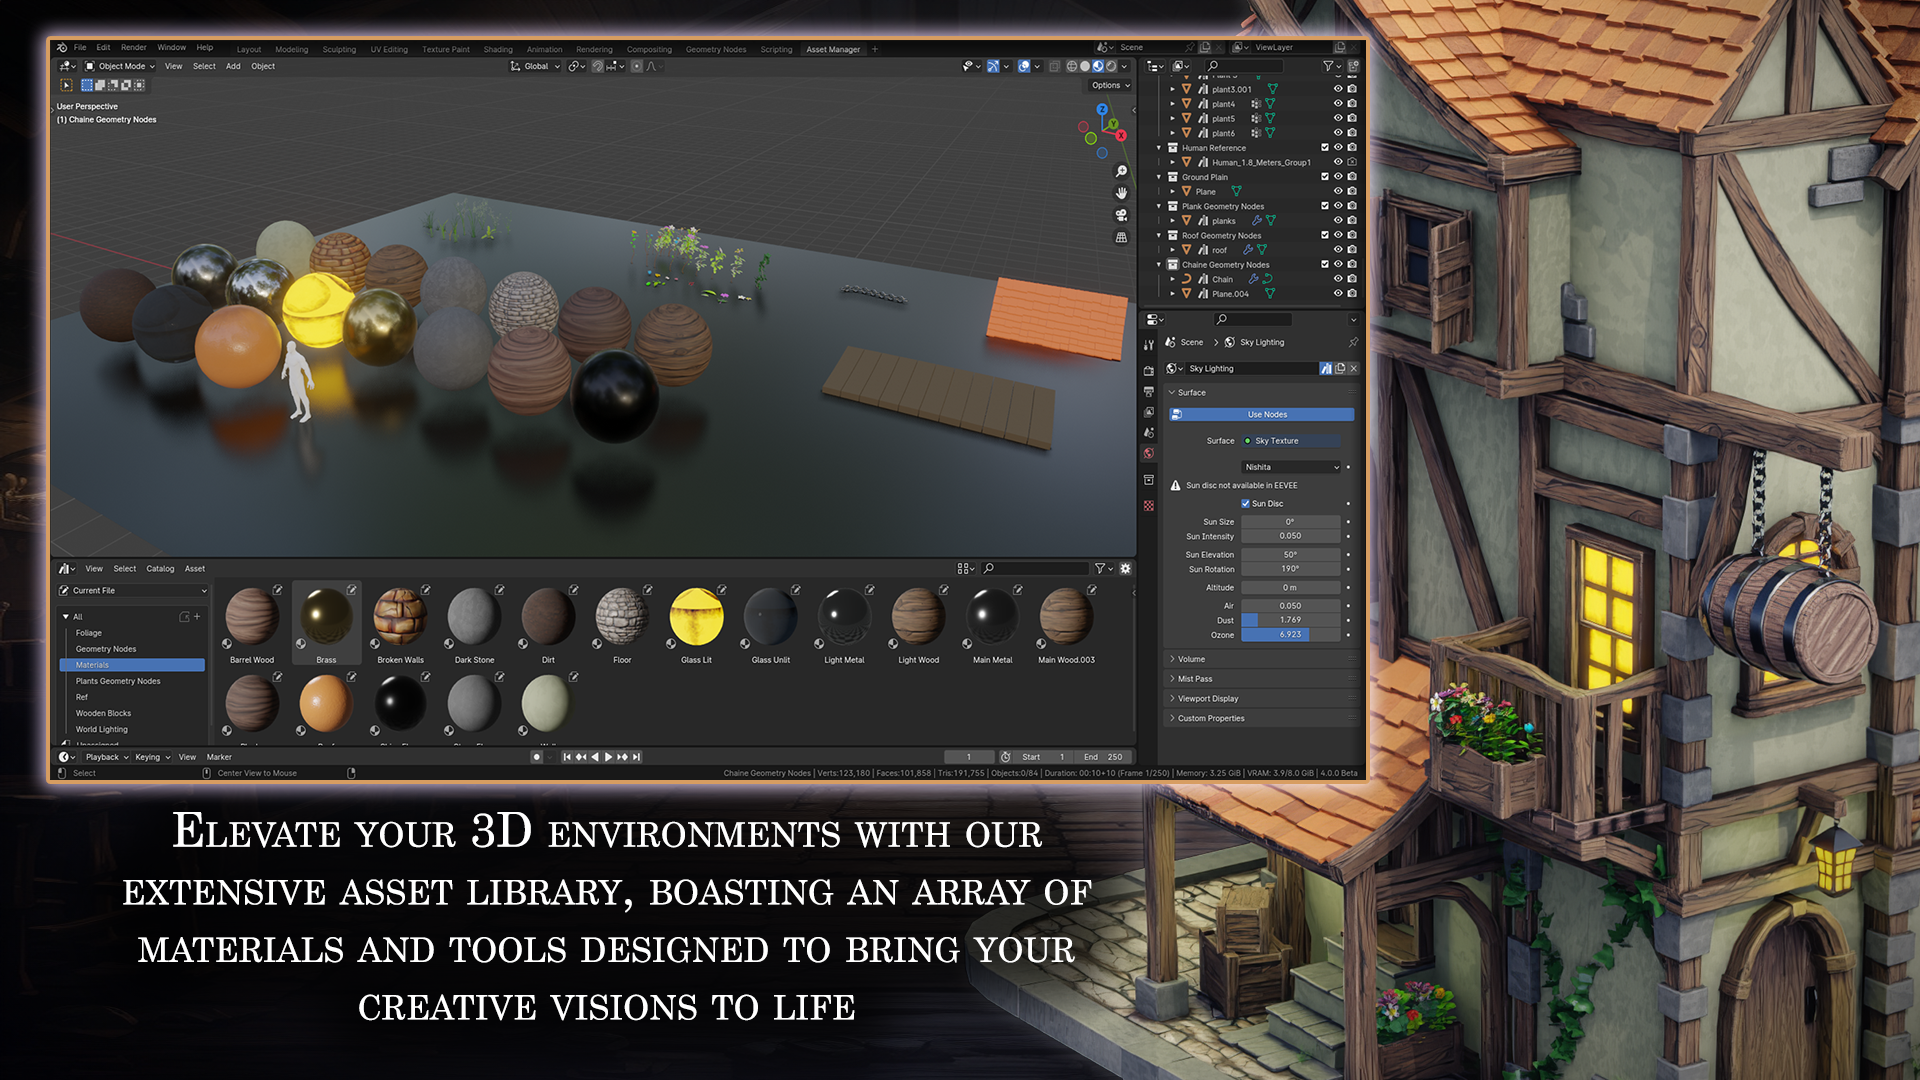 File Edit Render Window Help Layout Modeling Sculpting UV Editing Texture Paint Shading Animation Rendering Compositing Geometry Nodes Scripting Asset Manager + Scene ViewLayer
Object Mode View Select Add Object Global
Options
User Perspective
(1) Chaine Geometry Nodes
plant3.001
plant4
plant5
plant6
Human Reference
Human_1.8_Meters_Group1
Ground Plain
Plane
Plank Geometry Nodes
planks
Roof Geometry Nodes
roof
Chaine Geometry Nodes
Chain
Plane.004
Z
Y
X
Scene > Sky Lighting
Sky Lighting
Surface
Use Nodes
Surface Sky Texture
Nishita
Sun disc not available in EEVEE
Sun Disc
Sun Size 0°
Sun Intensity 0.050
Sun Elevation 50°
Sun Rotation 190°
Altitude 0 m
Air 0.050
Dust 1.769
Ozone 6.923
Volume
Mist Pass
Viewport Display
Custom Properties
View Select Catalog Asset
Current File
All
Foliage
Geometry Nodes
Materials
Plants Geometry Nodes
Ref
Wooden Blocks
World Lighting
Barrel Wood Brass Broken Walls Dark Stone Dirt Floor Glass Lit Glass Unlit Light Metal Light Wood Main Metal Main Wood.003
Playback Keying View Marker 1 Start 1 End 250
Select Center View to Mouse Chaine Geometry Nodes | Verts:123,180 | Faces:101,858 | Tris:191,755 | Objects:0/84 | Duration: 00:10+10 (Frame 1/250) | Memory: 3.25 GiB | VRAM: 3.9/8.0 GiB | 4.0.0 Beta
Elevate your 3D environments with our
extensive asset library, boasting an array of
materials and tools designed to bring your
creative visions to life